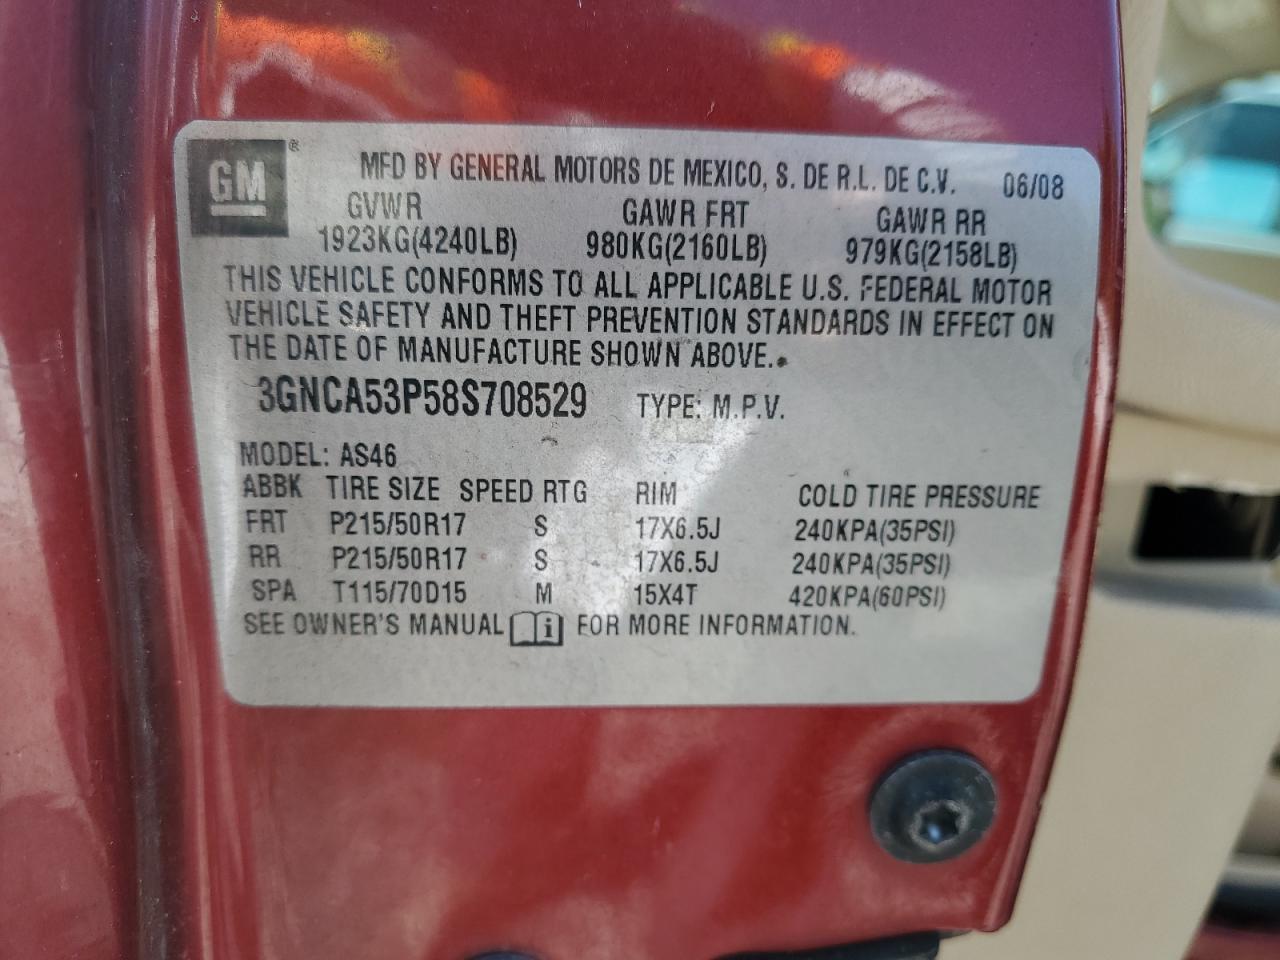 GM® MFD BY GENERAL MOTORS DE MEXICO, S. DE R.L. DE C.V. 06/08
GVWR GAWR FRT GAWR RR
1923KG(4240LB) 980KG(2160LB) 979KG(2158LB)
THIS VEHICLE CONFORMS TO ALL APPLICABLE U.S. FEDERAL MOTOR
VEHICLE SAFETY AND THEFT PREVENTION STANDARDS IN EFFECT ON
THE DATE OF MANUFACTURE SHOWN ABOVE.
3GNCA53P58S708529 TYPE: M.P.V.
MODEL: AS46
ABBK TIRE SIZE SPEED RTG RIM COLD TIRE PRESSURE
FRT P215/50R17 S 17X6.5J 240KPA(35PSI)
RR P215/50R17 S 17X6.5J 240KPA(35PSI)
SPA T115/70D15 M 15X4T 420KPA(60PSI)
SEE OWNER'S MANUAL i FOR MORE INFORMATION.